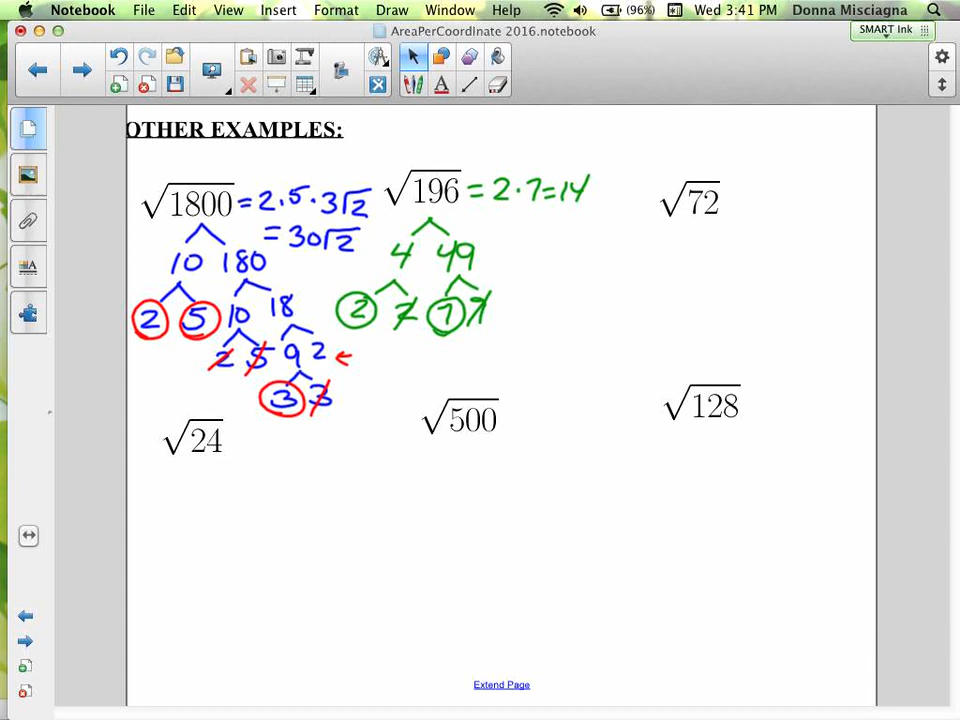 Notebook File Edit View Insert Format Draw Window Help (96%) Wed 3:41 PM Donna Misciagna
AreaPerCoordInate 2016.notebook
SMART Ink
OTHER EXAMPLES:
√1800 = 2·5·3√2
= 30√2
10 180
2 5 10 18
2 5 9 2 ←
3 3
√196 = 2·7=14
4 49
2 2 7 7
√72
√24
√500
√128
Extend Page